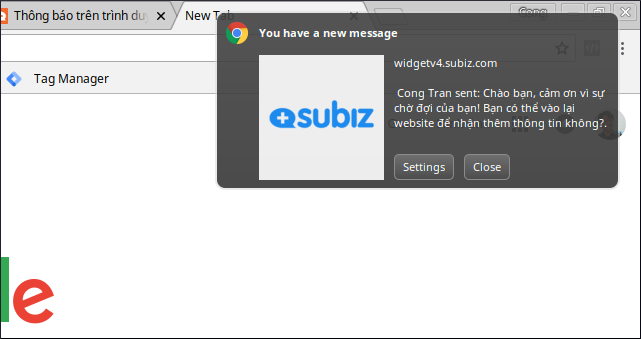 Thông báo trên trình du
New Tab
Cong
You have a new message
Tag Manager
widgetv4.subiz.com
subiz
Cong Tran sent: Chào bạn, cảm ơn vì sự
chờ đợi của bạn! Bạn có thể vào lại
website để nhận thêm thông tin không?.
Settings
Close
le